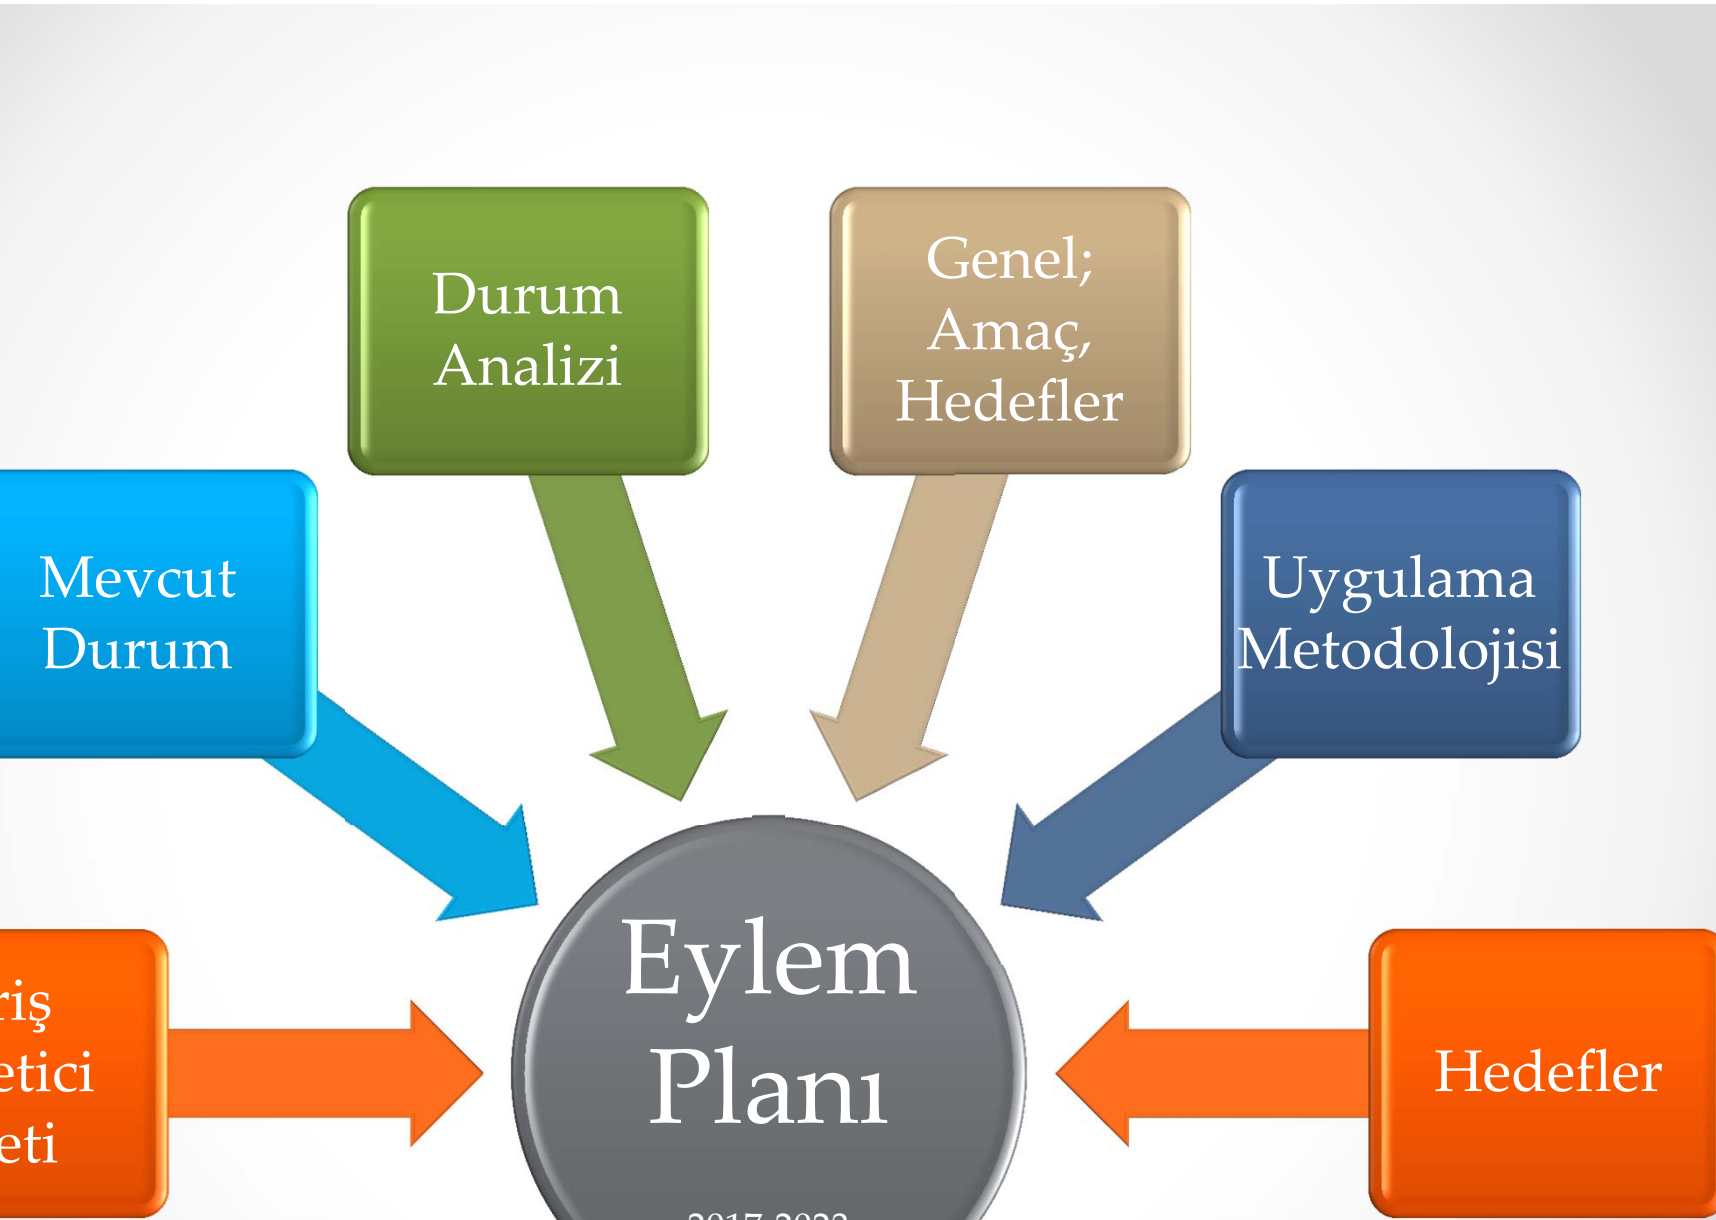 Durum
Analizi
Genel;
Amaç,
Hedefler
Mevcut
Durum
Uygulama
Metodolojisi
Eylem
Planı
Hedefler